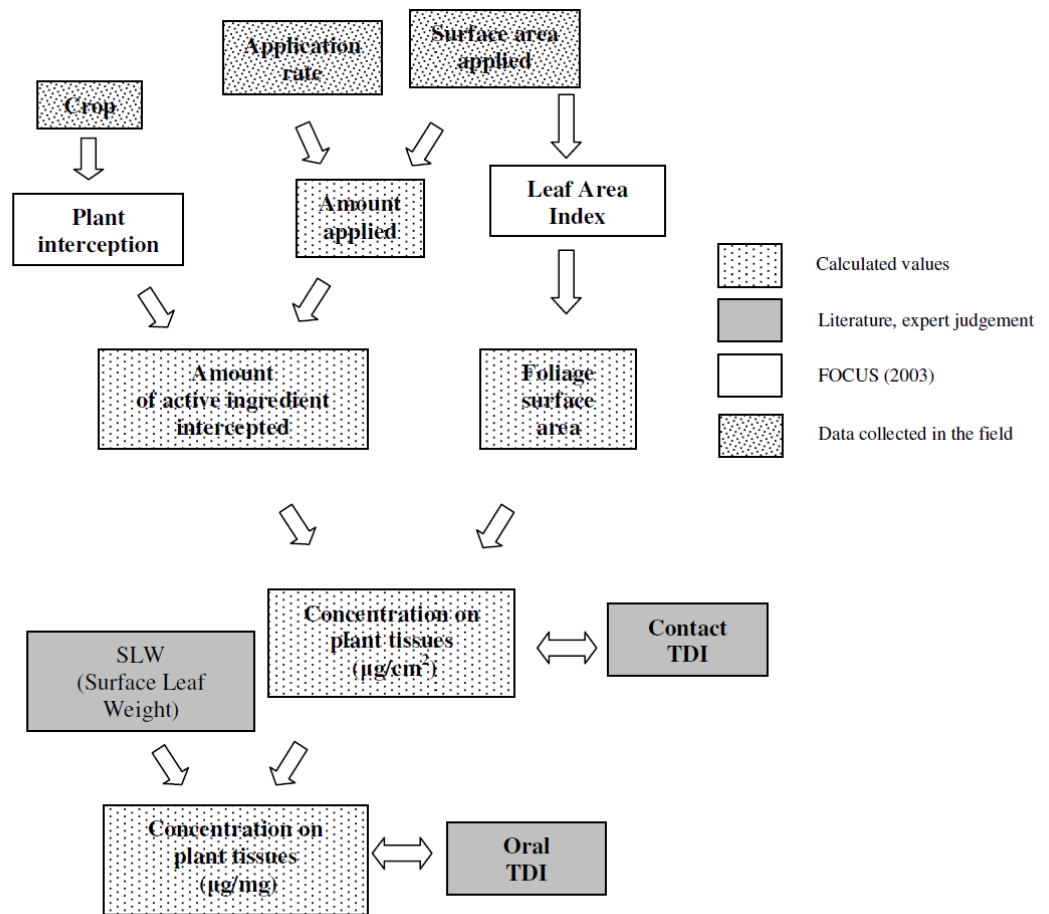 Application
rate
Surface area
applied
Crop
Plant
interception
Amount
applied
Leaf Area
Index
Calculated values
Literature, expert judgement
FOCUS (2003)
Data collected in the field
Amount
of active ingredient
intercepted
Foliage
surface
area
Concentration on
plant tissues
(µg/cm²)
Contact
TDI
SLW
(Surface Leaf
Weight)
Concentration on
plant tissues
(µg/mg)
Oral
TDI